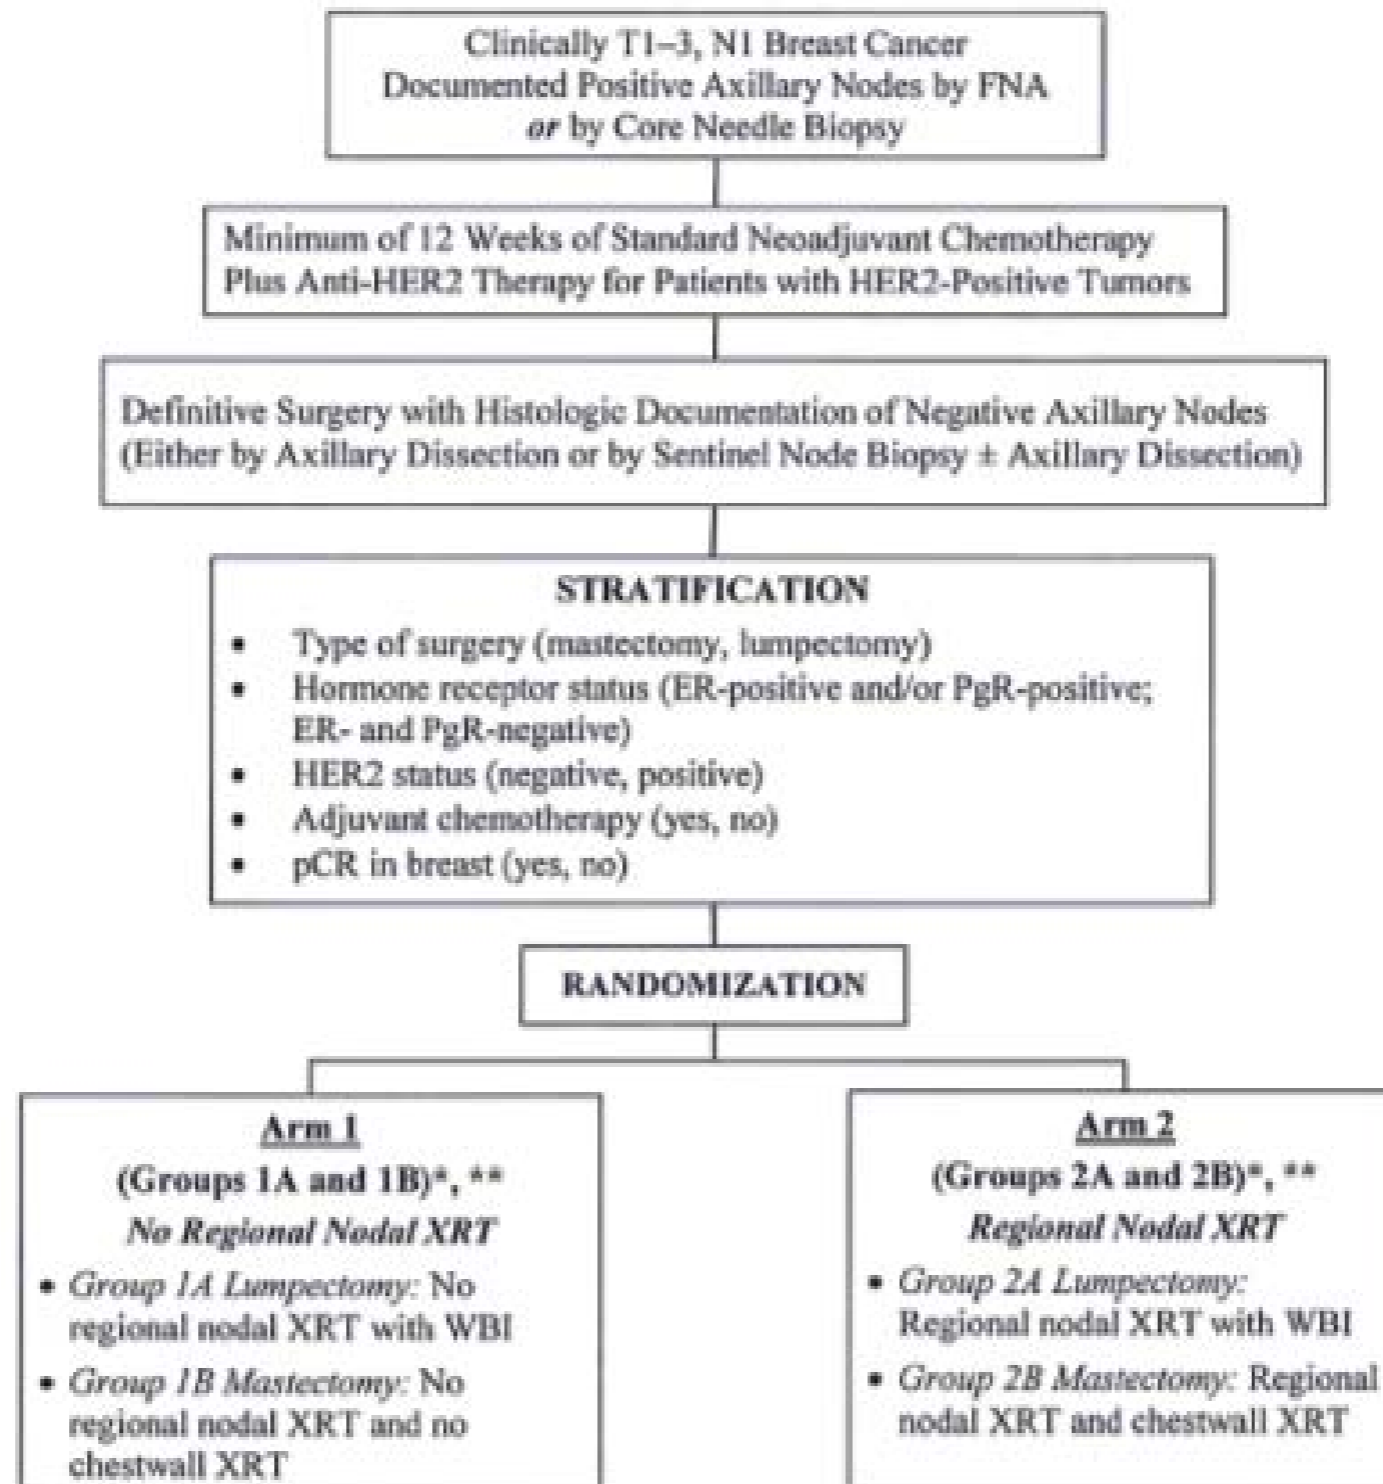 Clinically T1–3, N1 Breast Cancer
Documented Positive Axillary Nodes by FNA
or by Core Needle Biopsy
Minimum of 12 Weeks of Standard Neoadjuvant Chemotherapy
Plus Anti-HER2 Therapy for Patients with HER2-Positive Tumors
Definitive Surgery with Histologic Documentation of Negative Axillary Nodes
(Either by Axillary Dissection or by Sentinel Node Biopsy ± Axillary Dissection)
STRATIFICATION
• Type of surgery (mastectomy, lumpectomy)
• Hormone receptor status (ER-positive and/or PgR-positive;
ER- and PgR-negative)
• HER2 status (negative, positive)
• Adjuvant chemotherapy (yes, no)
• pCR in breast (yes, no)
RANDOMIZATION
Arm 1
(Groups 1A and 1B)*, **
No Regional Nodal XRT
• Group 1A Lumpectomy: No
regional nodal XRT with WBI
• Group 1B Mastectomy: No
regional nodal XRT and no
chestwall XRT
Arm 2
(Groups 2A and 2B)*, **
Regional Nodal XRT
• Group 2A Lumpectomy:
Regional nodal XRT with WBI
• Group 2B Mastectomy: Regional
nodal XRT and chestwall XRT